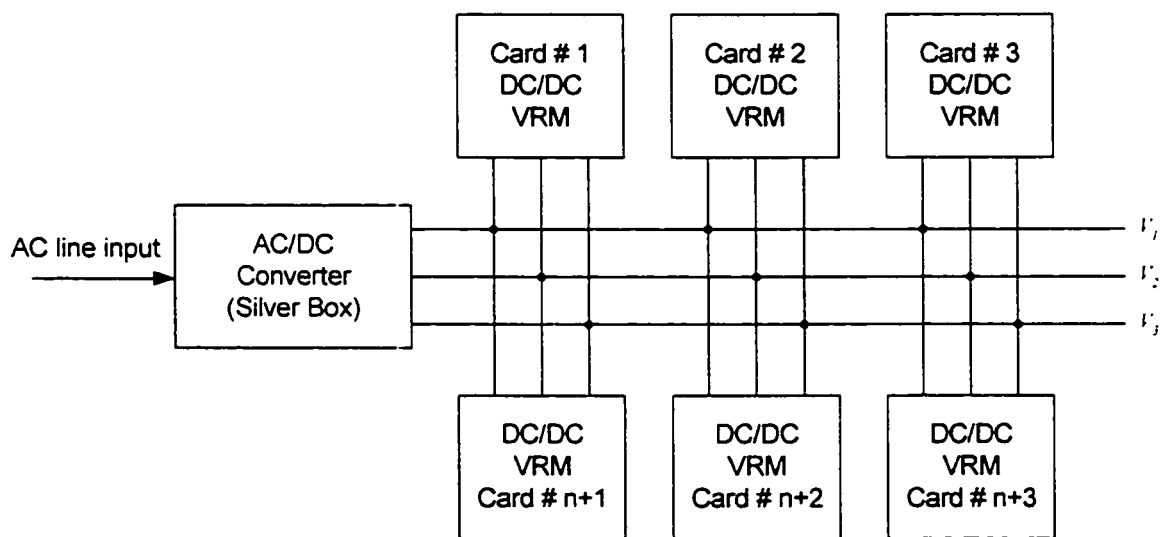 Card # 1
DC/DC
VRM
Card # 2
DC/DC
VRM
Card # 3
DC/DC
VRM
AC line input
AC/DC
Converter
(Silver Box)
V₁
V₂
V₃
DC/DC
VRM
Card # n+1
DC/DC
VRM
Card # n+2
DC/DC
VRM
Card # n+3